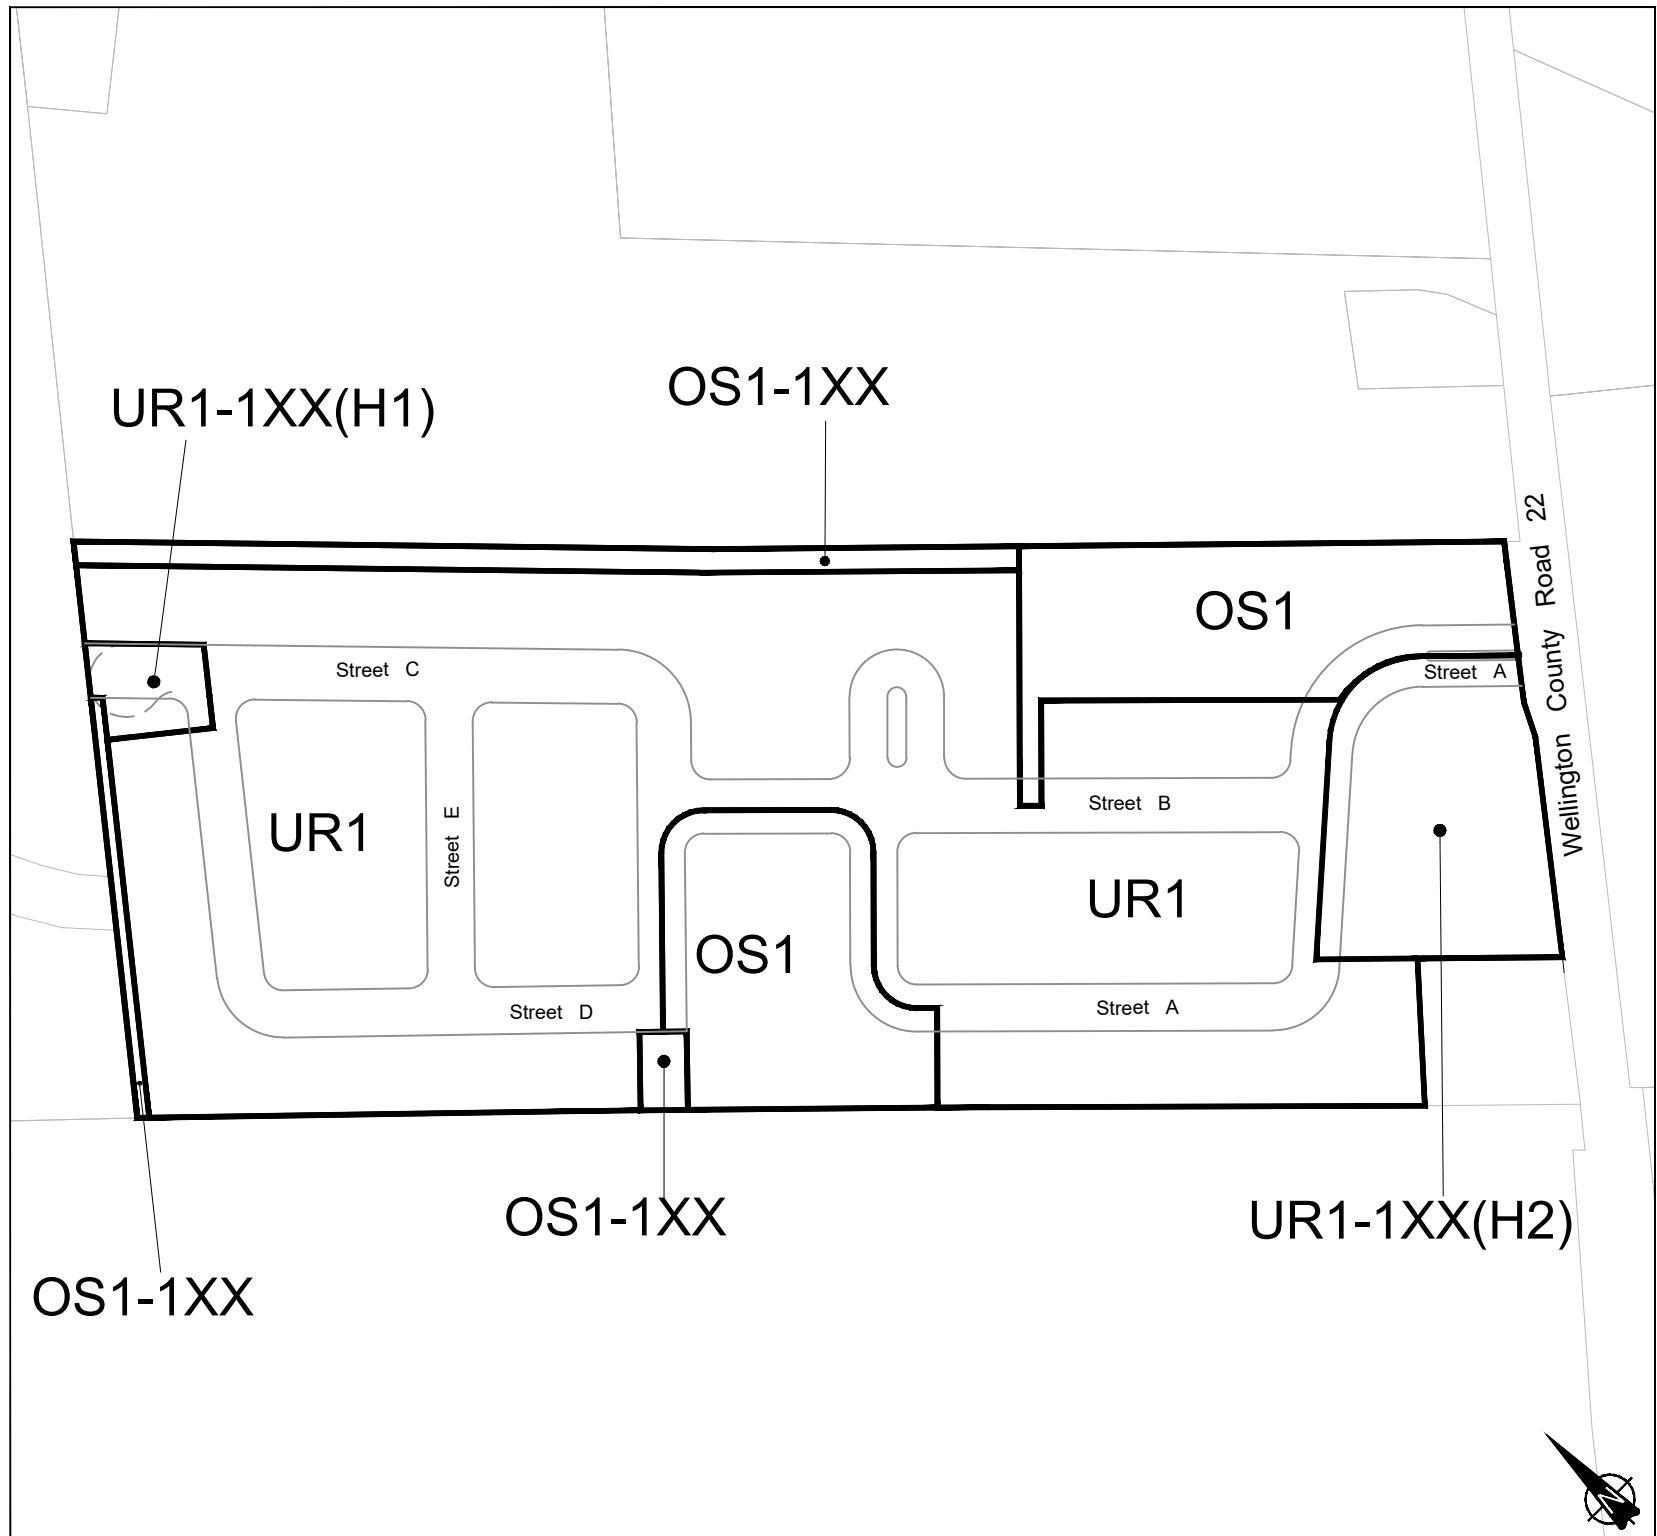 OS1-1XX
UR1-1XX(H1)
Wellington County Road 22
OS1
Street C
Street A
Street B
Street E
UR1
UR1
OS1
Street D
Street A
OS1-1XX
UR1-1XX(H2)
OS1-1XX
N